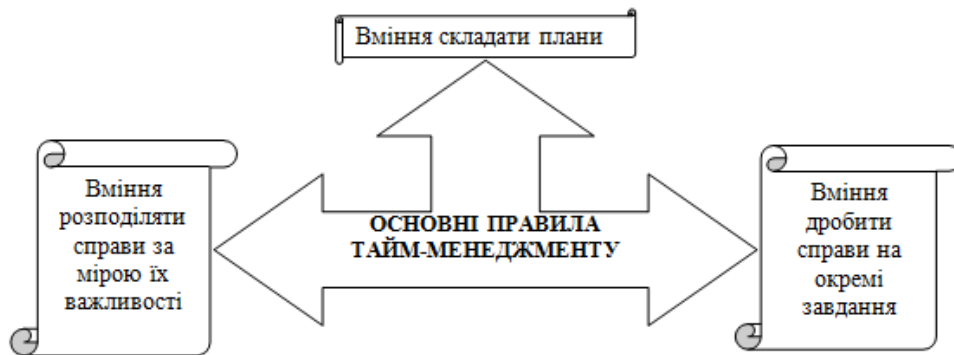 Вміння складати плани
Вміння
розподіляти
справи за
мірою їх
важливості
ОСНОВНІ ПРАВИЛА
ТАЙМ-МЕНЕДЖМЕНТУ
Вміння
дробити
справи на
окремі
завдання